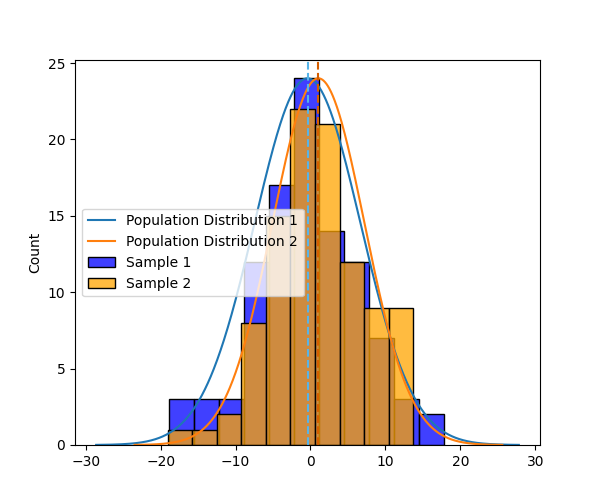 25
20
15
10
5
0
Count
Population Distribution 1
Population Distribution 2
Sample 1
Sample 2
−30
−20
−10
0
10
20
30